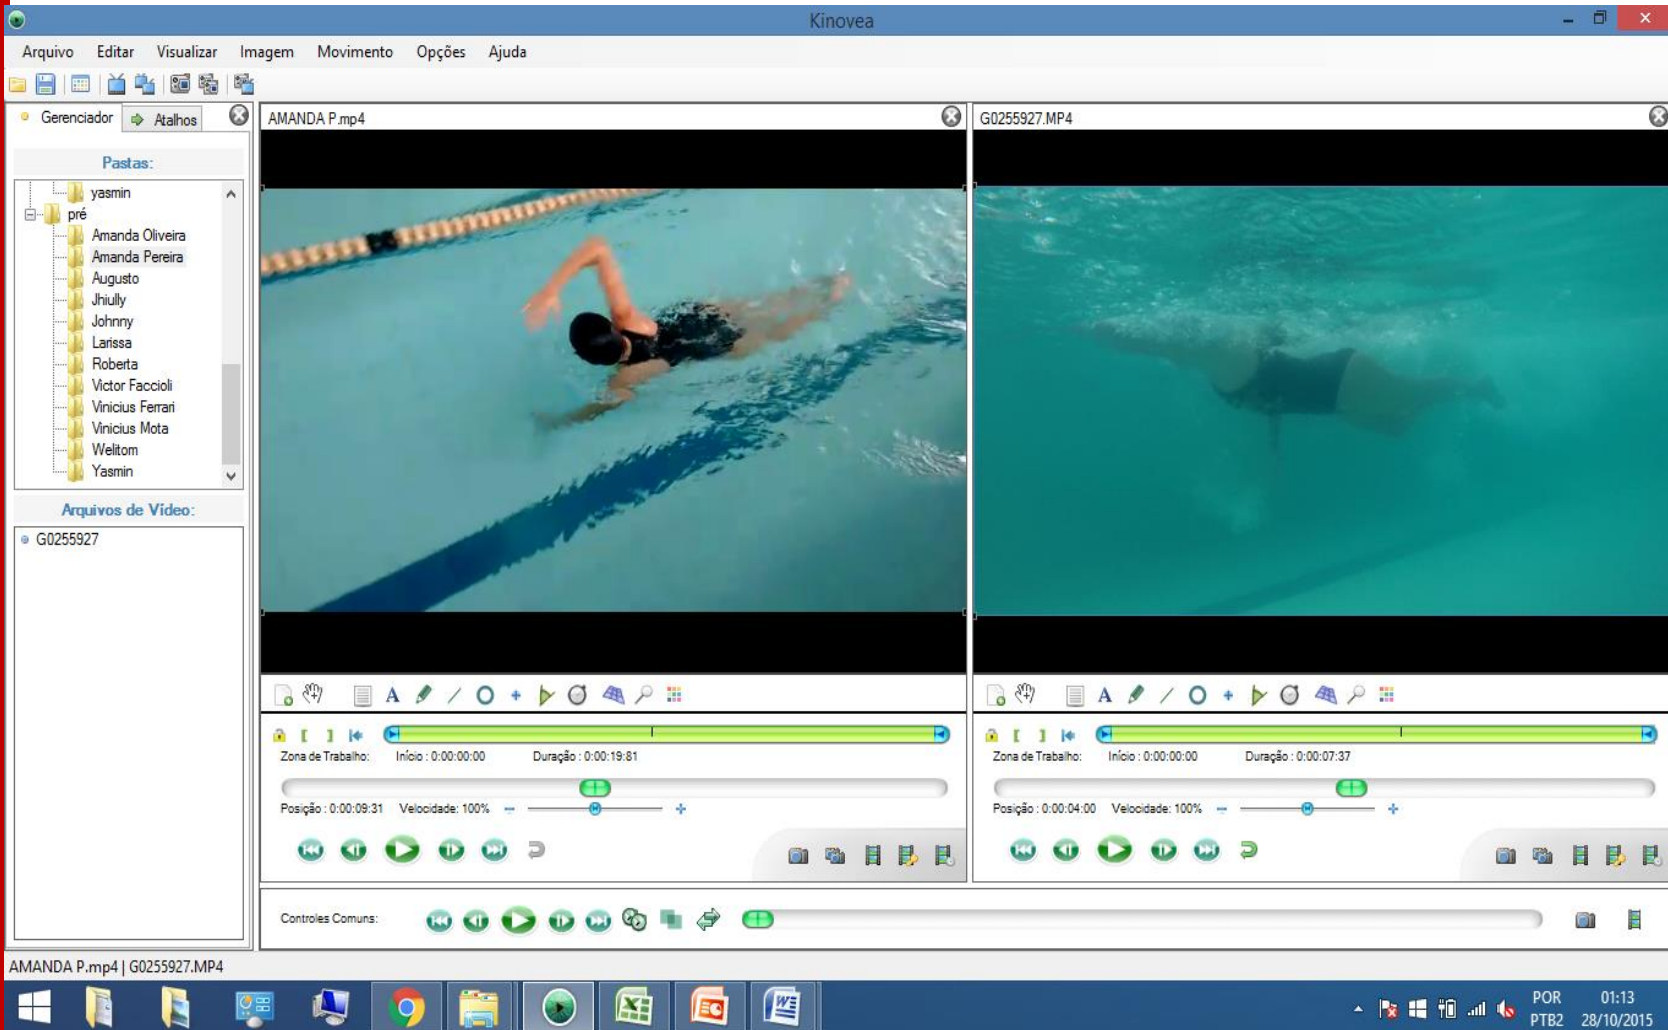 Kinovea
Arquivo Editar Visualizar Imagem Movimento Opções Ajuda
Gerenciador Atalhos
Pastas:
yasmin
pré
Amanda Oliveira
Amanda Pereira
Augusto
Jhiully
Johnny
Larissa
Roberta
Victor Faccioli
Vinicius Ferrari
Vinicius Mota
Welitom
Yasmin
Arquivos de Vídeo:
G0255927
AMANDA P.mp4
Zona de Trabalho: Início : 0:00:00:00 Duração : 0:00:19:81
Posição : 0:00:09:31 Velocidade: 100%
G0255927.MP4
Zona de Trabalho: Início : 0:00:00:00 Duração : 0:00:07:37
Posição : 0:00:04:00 Velocidade: 100%
Controles Comuns:
AMANDA P.mp4 | G0255927.MP4
POR 01:13
PTB2 28/10/2015